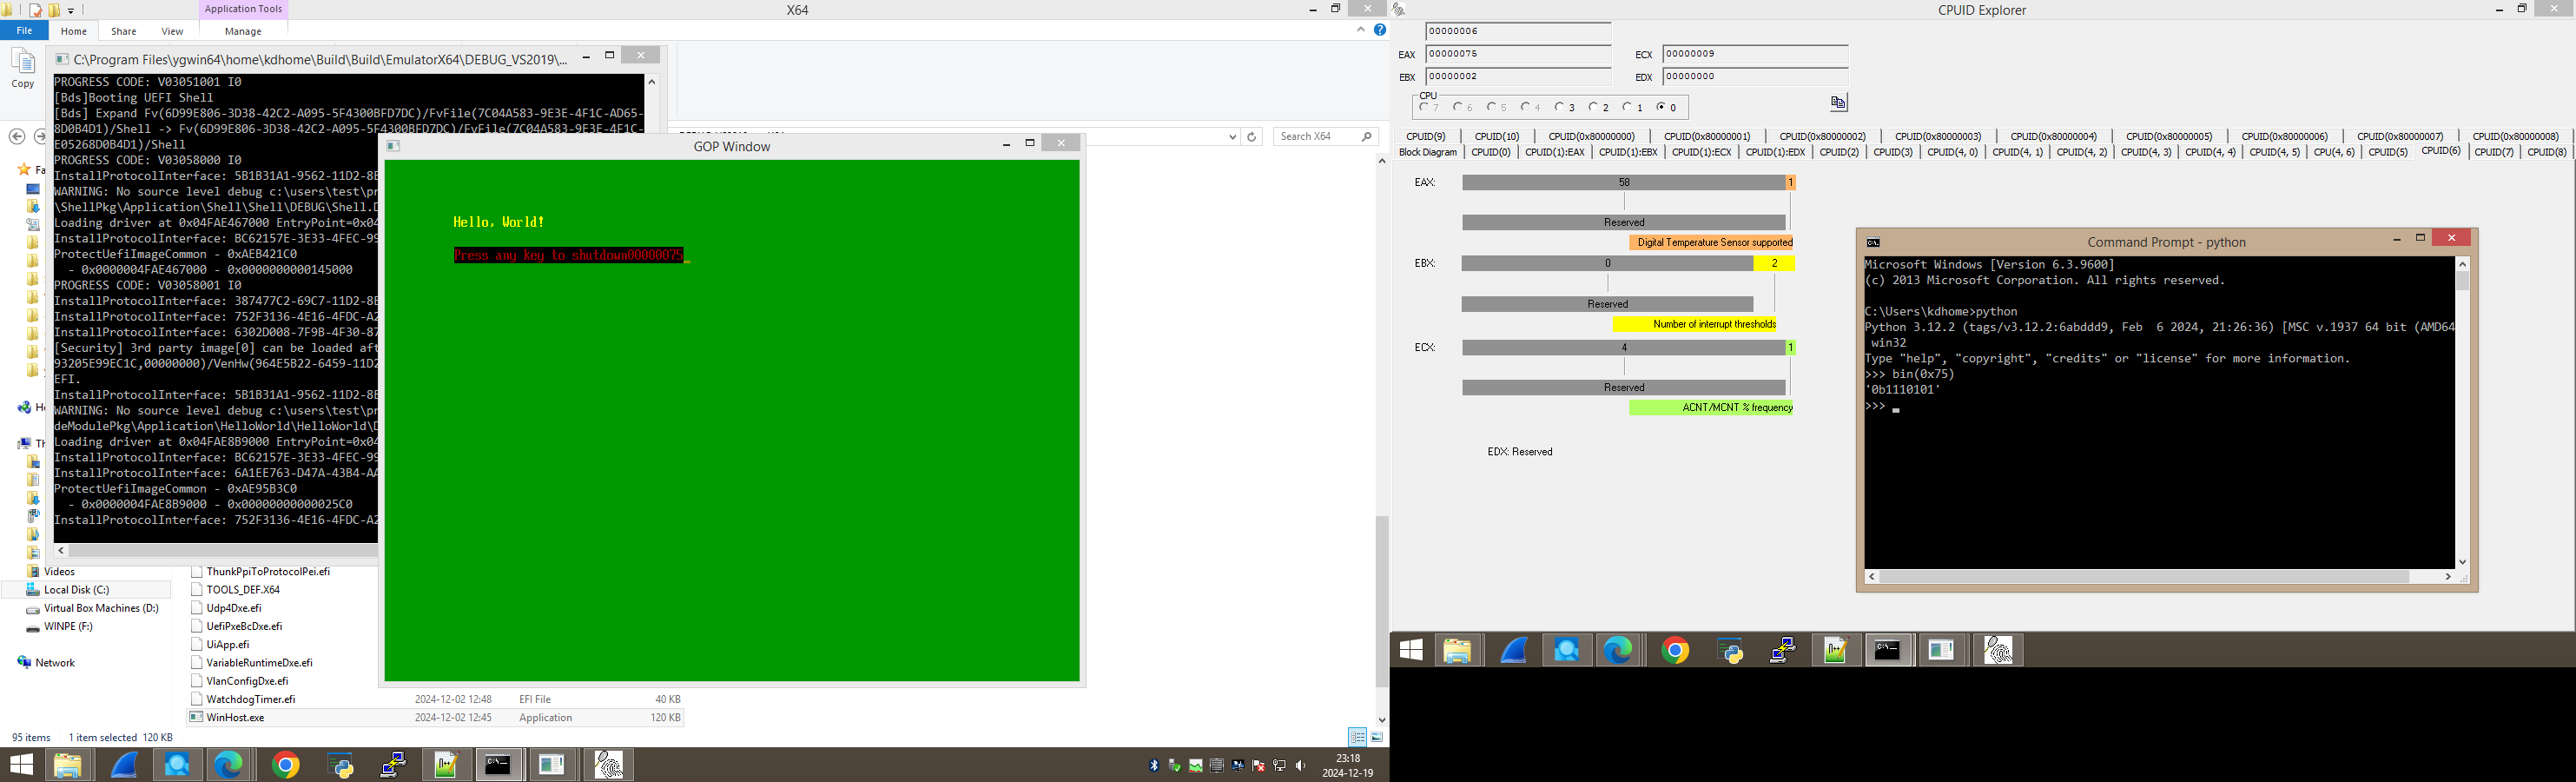 Application Tools
X64
File
Home
Share
View
Manage
Copy
C:\Program Files\ygwin64\home\kdhome\Build\Build\EmulatorX64\DEBUG_VS2019\...
PROGRESS CODE: V03051001 I0
[Bds]Booting UEFI Shell
[Bds] Expand Fv(6D99E806-3D38-42C2-A095-5F4300BFD7DC)/FvFile(7C04A583-9E3E-4F1C-AD65-
8D0B4D1)/Shell -> Fv(6D99E806-3D38-42C2-A095-5F4300BFD7DC)/FvFile(7C04A583-9E3E-4F1C-
E05268D0B4D1)/Shell
PROGRESS CODE: V03058000 I0
InstallProtocolInterface: 5B1B31A1-9562-11D2-8E
WARNING: No source level debug c:\users\test\pr
\ShellPkg\Application\Shell\Shell\DEBUG\Shell.D
Loading driver at 0x04FAE467000 EntryPoint=0x04
InstallProtocolInterface: BC62157E-3E33-4FEC-99
ProtectUefiImageCommon - 0xAEB421C0
- 0x0000004FAE467000 - 0x0000000000145000
PROGRESS CODE: V03058001 I0
InstallProtocolInterface: 387477C2-69C7-11D2-8E
InstallProtocolInterface: 752F3136-4E16-4FDC-A2
InstallProtocolInterface: 6302D008-7F9B-4F30-87
[Security] 3rd party image[0] can be loaded aft
93205E99EC1C,00000000)/VenHw(964E5B22-6459-11D2
EFI.
InstallProtocolInterface: 5B1B31A1-9562-11D2-8E
WARNING: No source level debug c:\users\test\pr
deModulePkg\Application\HelloWorld\HelloWorld\D
Loading driver at 0x04FAE8B9000 EntryPoint=0x04
InstallProtocolInterface: BC62157E-3E33-4FEC-99
InstallProtocolInterface: 6A1EE763-D47A-43B4-AA
ProtectUefiImageCommon - 0xAE95B3C0
- 0x0000004FAE8B9000 - 0x00000000000025C0
InstallProtocolInterface: 752F3136-4E16-4FDC-A2
Search X64
GOP Window
Hello, World!
Press any key to shutdown00000075
Fa
Th
Videos
Local Disk (C:)
Virtual Box Machines (D:)
WINPE (F:)
Network
ThunkPpiToProtocolPei.efi
TOOLS_DEF.X64
Udp4Dxe.efi
UefiPxeBcDxe.efi
UiApp.efi
VariableRuntimeDxe.efi
VlanConfigDxe.efi
WatchdogTimer.efi 2024-12-02 12:48 EFI File 40 KB
WinHost.exe 2024-12-02 12:45 Application 120 KB
95 items 1 item selected 120 KB
23:18
2024-12-19
CPUID Explorer
00000006
EAX 00000075 ECX 00000009
EBX 00000002 EDX 00000000
CPU
7 6 5 4 3 2 1 0
CPUID(9) CPUID(10) CPUID(0x80000000) CPUID(0x80000001) CPUID(0x80000002) CPUID(0x80000003) CPUID(0x80000004) CPUID(0x80000005) CPUID(0x80000006) CPUID(0x80000007) CPUID(0x80000008)
Block Diagram CPUID(0) CPUID(1):EAX CPUID(1):EBX CPUID(1):ECX CPUID(1):EDX CPUID(2) CPUID(3) CPUID(4, 0) CPUID(4, 1) CPUID(4, 2) CPUID(4, 3) CPUID(4, 4) CPUID(4, 5) CPU(4, 6) CPUID(5) CPUID(6) CPUID(7) CPUID(8)
EAX: 58 1
Reserved
Digital Temperature Sensor supported
EBX: 0 2
Reserved
Number of interrupt thresholds
ECX: 4 1
Reserved
ACNT/MCNT % frequency
EDX: Reserved
Command Prompt - python
Microsoft Windows [Version 6.3.9600]
(c) 2013 Microsoft Corporation. All rights reserved.
C:\Users\kdhome>python
Python 3.12.2 (tags/v3.12.2:6abddd9, Feb  6 2024, 21:26:36) [MSC v.1937 64 bit (AMD64
win32
Type "help", "copyright", "credits" or "license" for more information.
>>> bin(0x75)
'0b1110101'
>>>